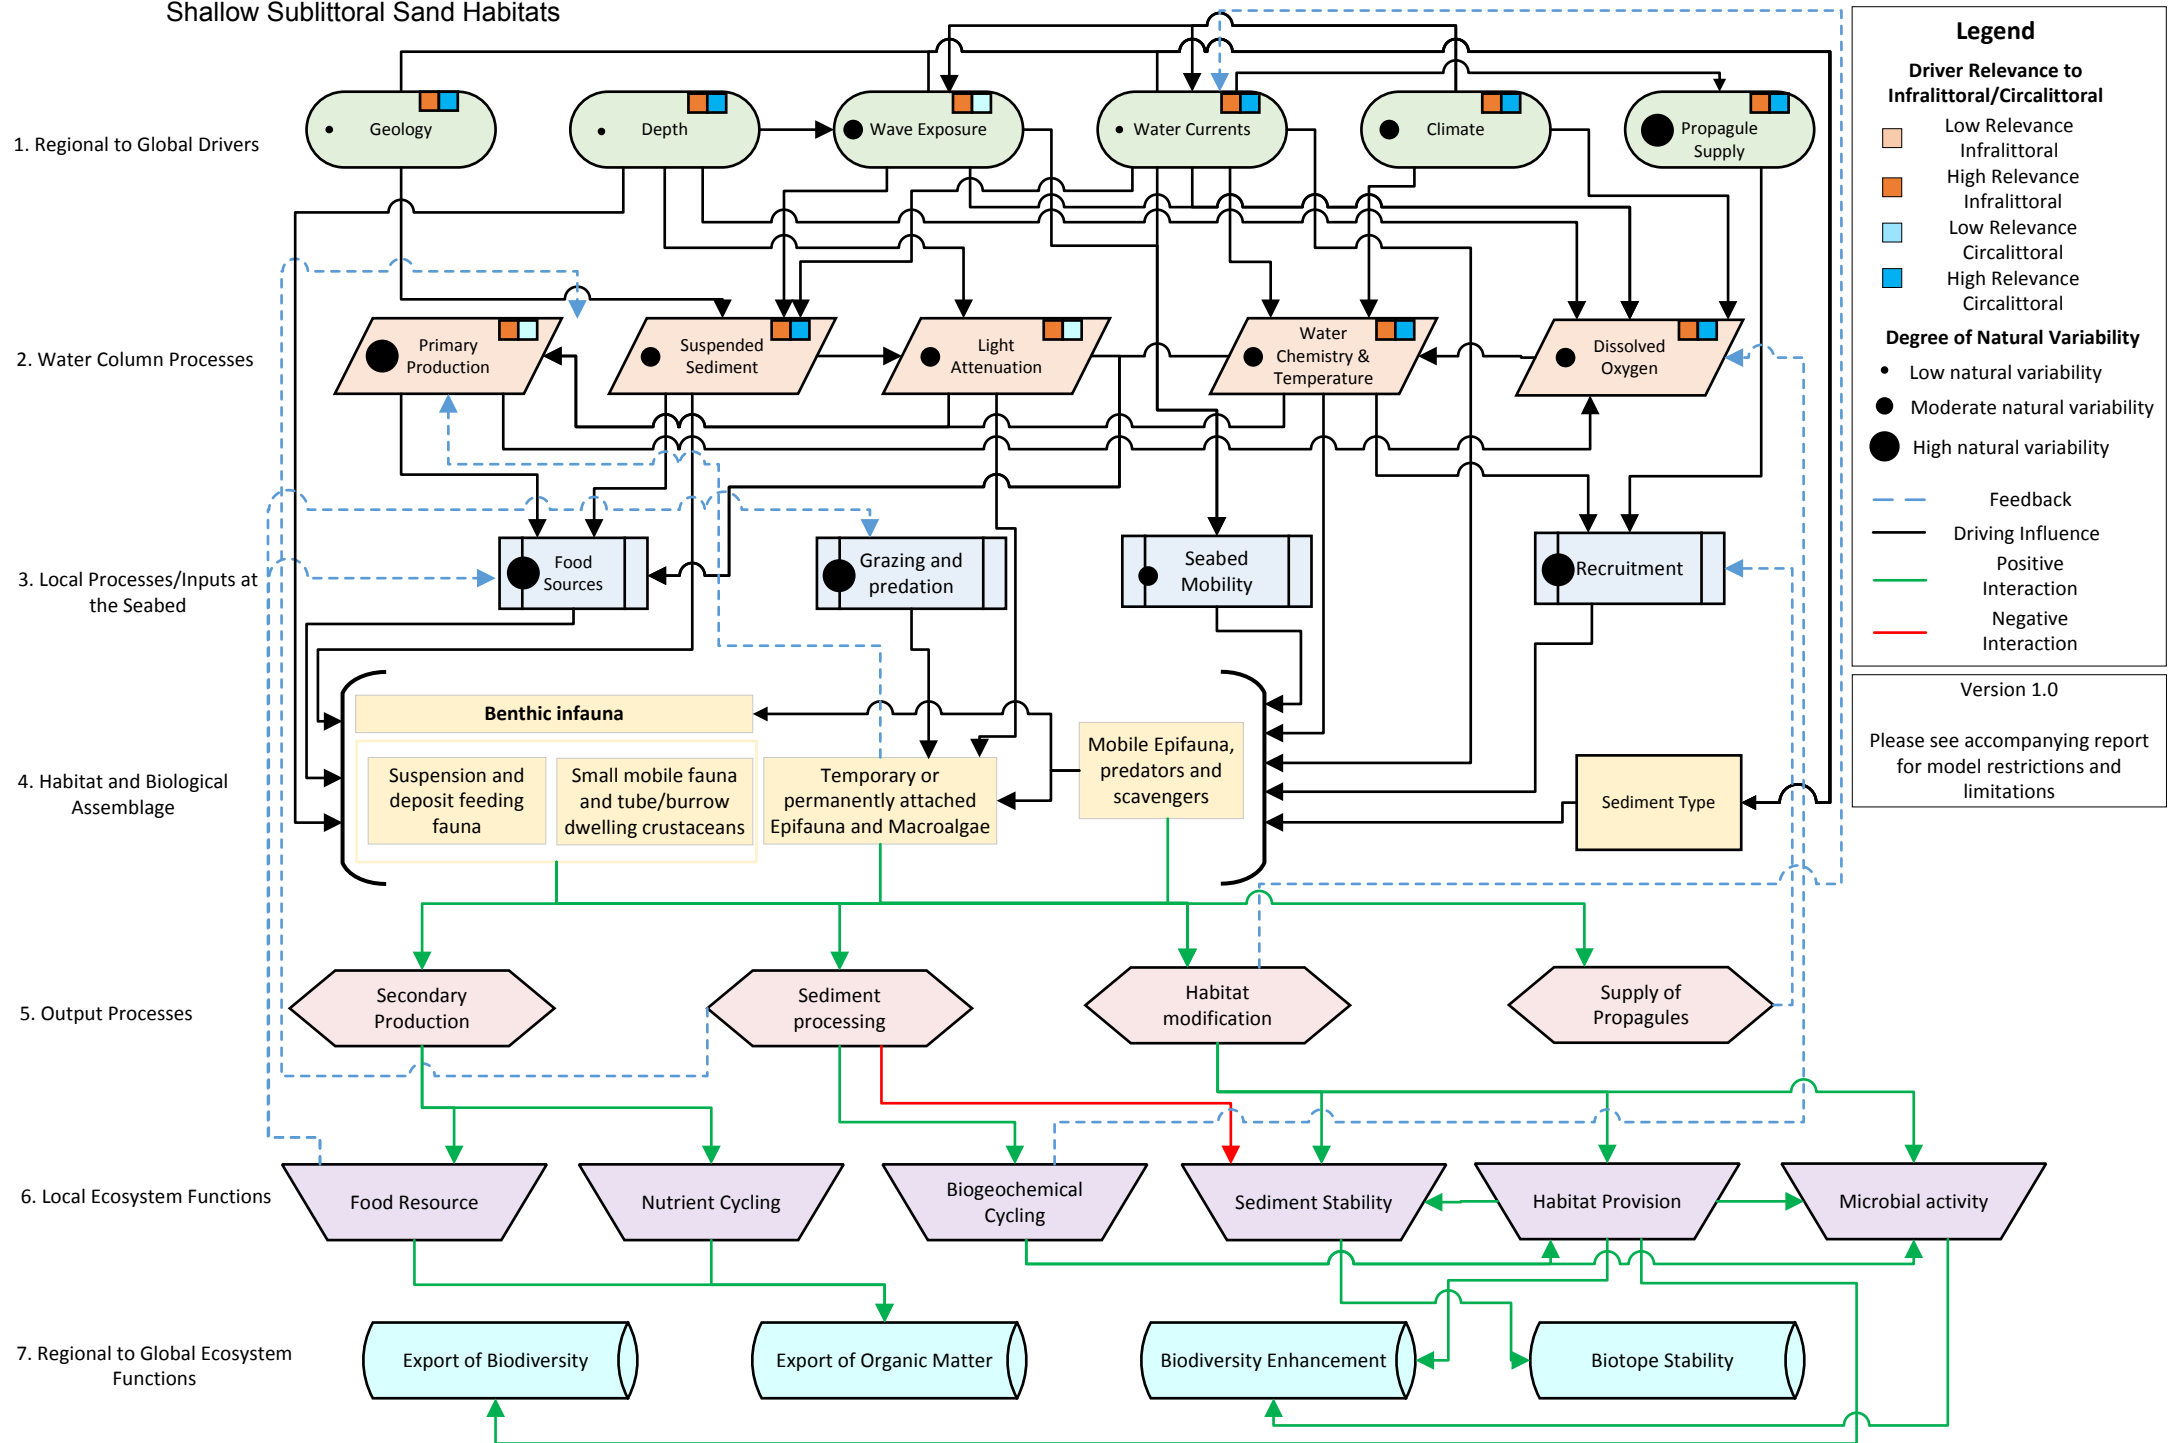 Shallow Sublittoral Sand Habitats
1. Regional to Global Drivers
Geology
Depth
Wave Exposure
Water Currents
Climate
Propagule
Supply
2. Water Column Processes
Primary
Production
Suspended
Sediment
Light
Attenuation
Water
Chemistry &
Temperature
Dissolved
Oxygen
3. Local Processes/Inputs at
the Seabed
Food
Sources
Grazing and
predation
Seabed
Mobility
Recruitment
4. Habitat and Biological
Assemblage
Benthic infauna
Suspension and
deposit feeding
fauna
Small mobile fauna
and tube/burrow
dwelling crustaceans
Temporary or
permanently attached
Epifauna and Macroalgae
Mobile Epifauna,
predators and
scavengers
Sediment Type
5. Output Processes
Secondary
Production
Sediment
processing
Habitat
modification
Supply of
Propagules
6. Local Ecosystem Functions
Food Resource
Nutrient Cycling
Biogeochemical
Cycling
Sediment Stability
Habitat Provision
Microbial activity
7. Regional to Global Ecosystem
Functions
Export of Biodiversity
Export of Organic Matter
Biodiversity Enhancement
Biotope Stability
Legend
Driver Relevance to
Infralittoral/Circalittoral
Low Relevance
Infralittoral
High Relevance
Infralittoral
Low Relevance
Circalittoral
High Relevance
Circalittoral
Degree of Natural Variability
Low natural variability
Moderate natural variability
High natural variability
Feedback
Driving Influence
Positive
Interaction
Negative
Interaction
Version 1.0
Please see accompanying report
for model restrictions and
limitations